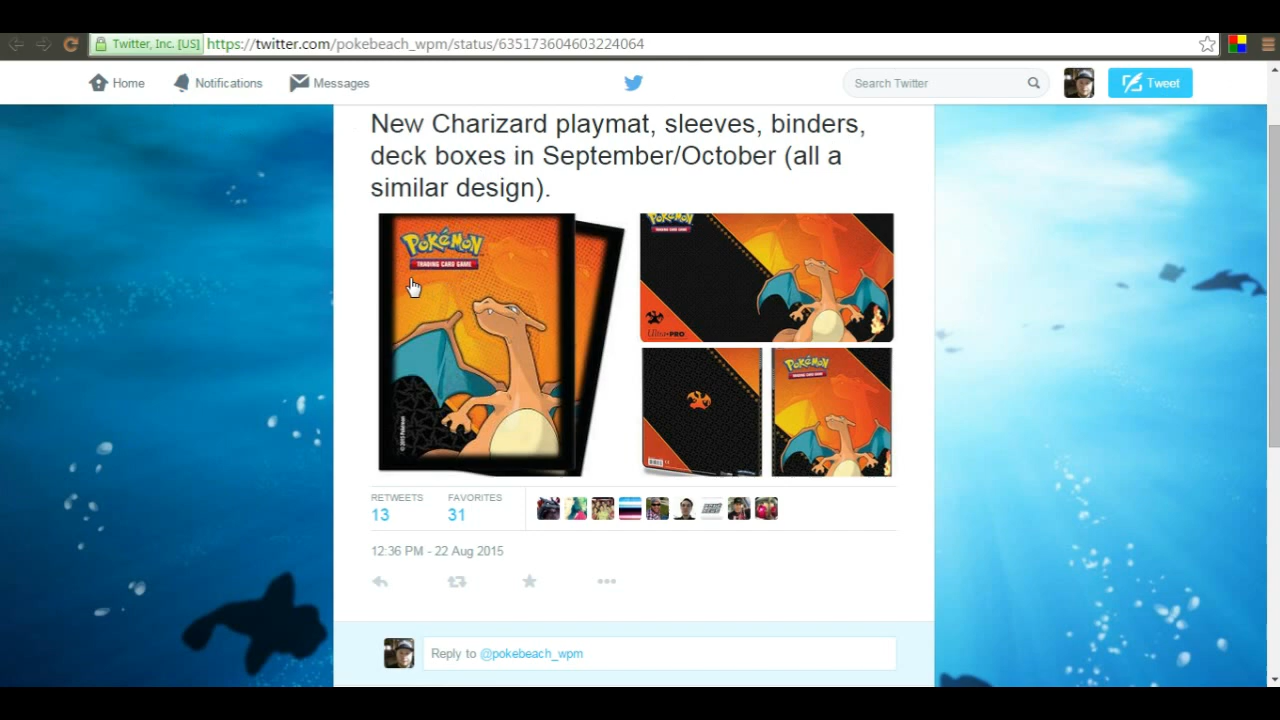 Twitter, Inc. [US] https://twitter.com/pokebeach_wpm/status/635173604603224064
Home Notifications Messages Search Twitter Tweet
New Charizard playmat, sleeves, binders,
deck boxes in September/October (all a
similar design).
POKéMON
TRADING CARD GAME
© 2015 Pokémon
POKéMON
TRADING CARD GAME
Ultra•PRO
POKéMON
TRADING CARD GAME
RETWEETS FAVORITES
13 31
12:36 PM - 22 Aug 2015
Reply to @pokebeach_wpm